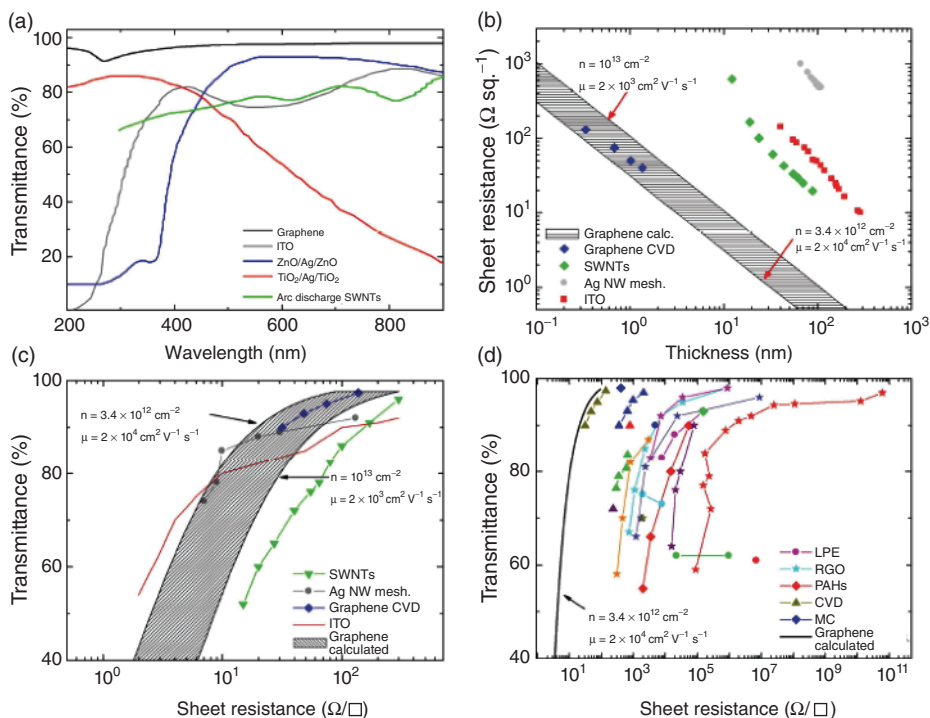 (a)
100
80
60
40
20
Transmittance (%)
Graphene
ITO
ZnO/Ag/ZnO
TiO₂/Ag/TiO₂
Arc discharge SWNTs
200 400 600 800
Wavelength (nm)
(b)
10³
10²
10¹
10⁰
Sheet resistance (Ω sq.⁻¹)
n = 10¹³ cm⁻²
μ = 2 × 10³ cm² V⁻¹ s⁻¹
n = 3.4 × 10¹² cm⁻²
μ = 2 × 10⁴ cm² V⁻¹ s⁻¹
Graphene calc.
Graphene CVD
SWNTs
Ag NW mesh.
ITO
10⁻¹ 10⁰ 10¹ 10² 10³
Thickness (nm)
(c)
100
80
60
40
Transmittance (%)
n = 3.4 × 10¹² cm⁻²
μ = 2 × 10⁴ cm² V⁻¹ s⁻¹
n = 10¹³ cm⁻²
μ = 2 × 10³ cm² V⁻¹ s⁻¹
SWNTs
Ag NW mesh.
Graphene CVD
ITO
Graphene
calculated
10⁰ 10¹ 10²
Sheet resistance (Ω/□)
(d)
100
80
60
40
Transmittance (%)
n = 3.4 × 10¹² cm⁻²
μ = 2 × 10⁴ cm² V⁻¹ s⁻¹
LPE
RGO
PAHs
CVD
MC
Graphene
calculated
10¹ 10³ 10⁵ 10⁷ 10⁹ 10¹¹
Sheet resistance (Ω/□)